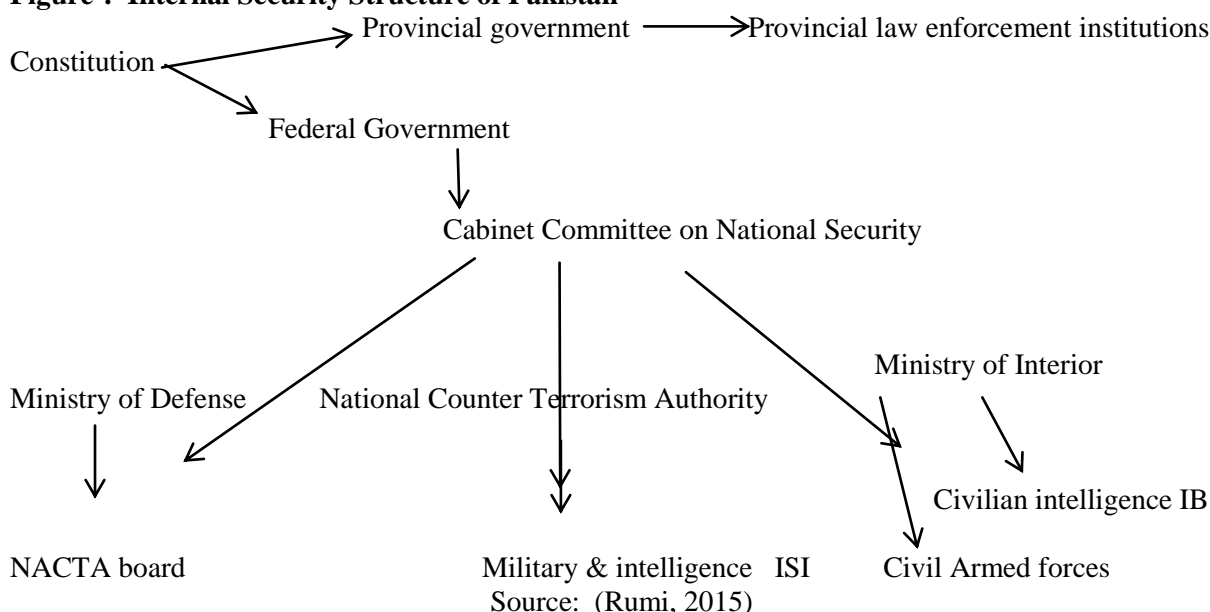 Figure : Internal Security Structure of Pakistan
Provincial government Provincial law enforcement institutions
Constitution
Federal Government
Cabinet Committee on National Security
Ministry of Interior
Ministry of Defense National Counter Terrorism Authority
Civilian intelligence IB
NACTA board Military & intelligence ISI Civil Armed forces
Source: (Rumi, 2015)